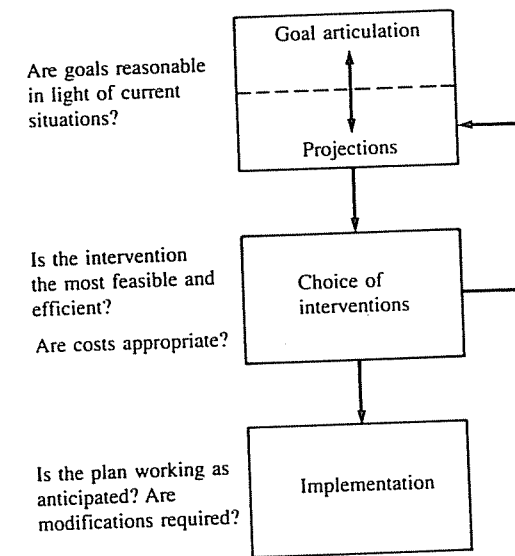 Goal articulation
Are goals reasonable
in light of current
situations?
Projections
Is the intervention
the most feasible and
efficient?
Are costs appropriate?
Choice of
interventions
Is the plan working as
anticipated? Are
modifications required?
Implementation